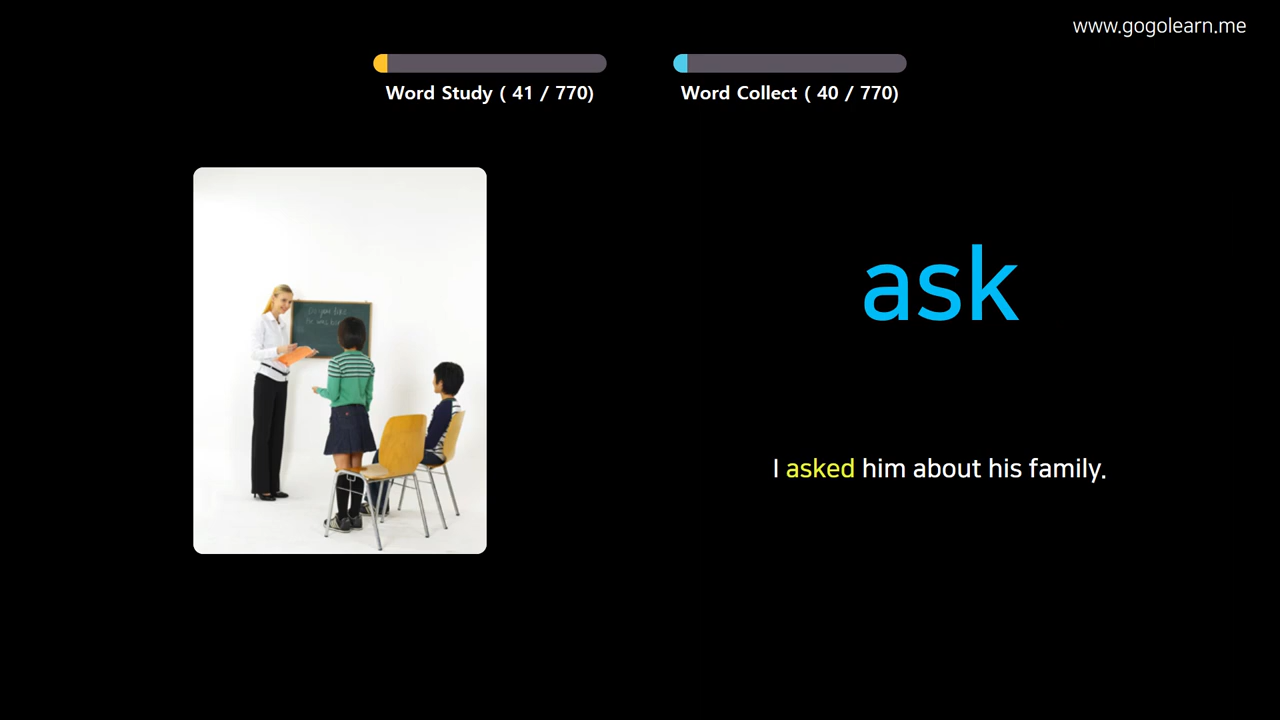 www.gogolearn.me
Word Study ( 41 / 770)
Word Collect ( 40 / 770)
ask
I asked him about his family.